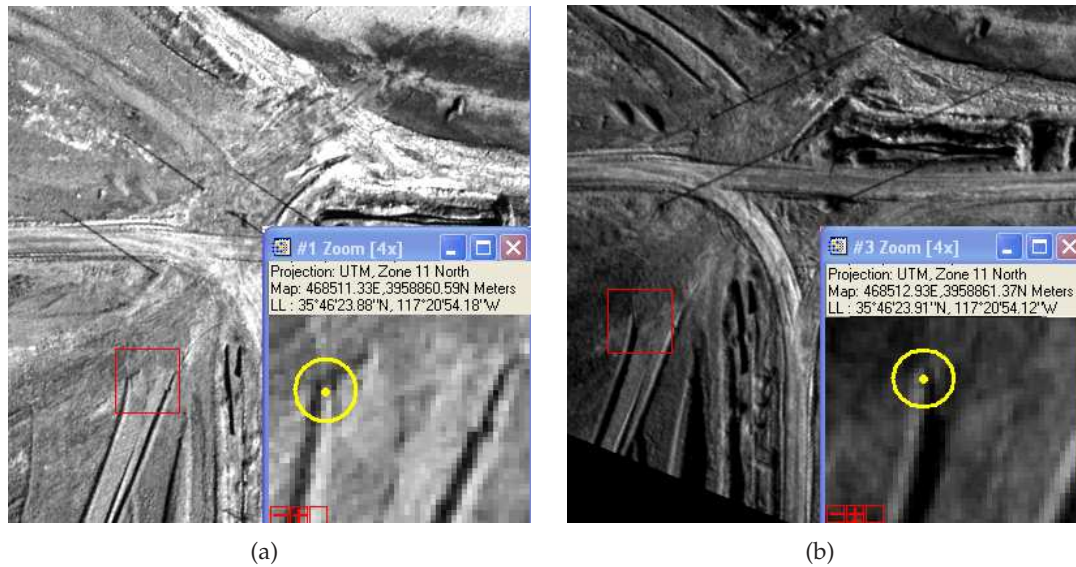 #1 Zoom [4x]
Projection: UTM, Zone 11 North
Map: 468511.33E,3958860.59N Meters
LL : 35°46'23.88"N, 117°20'54.18"W
(a)
#3 Zoom [4x]
Projection: UTM, Zone 11 North
Map: 468512.93E,3958861.37N Meters
LL : 35°46'23.91"N, 117°20'54.12"W
(b)